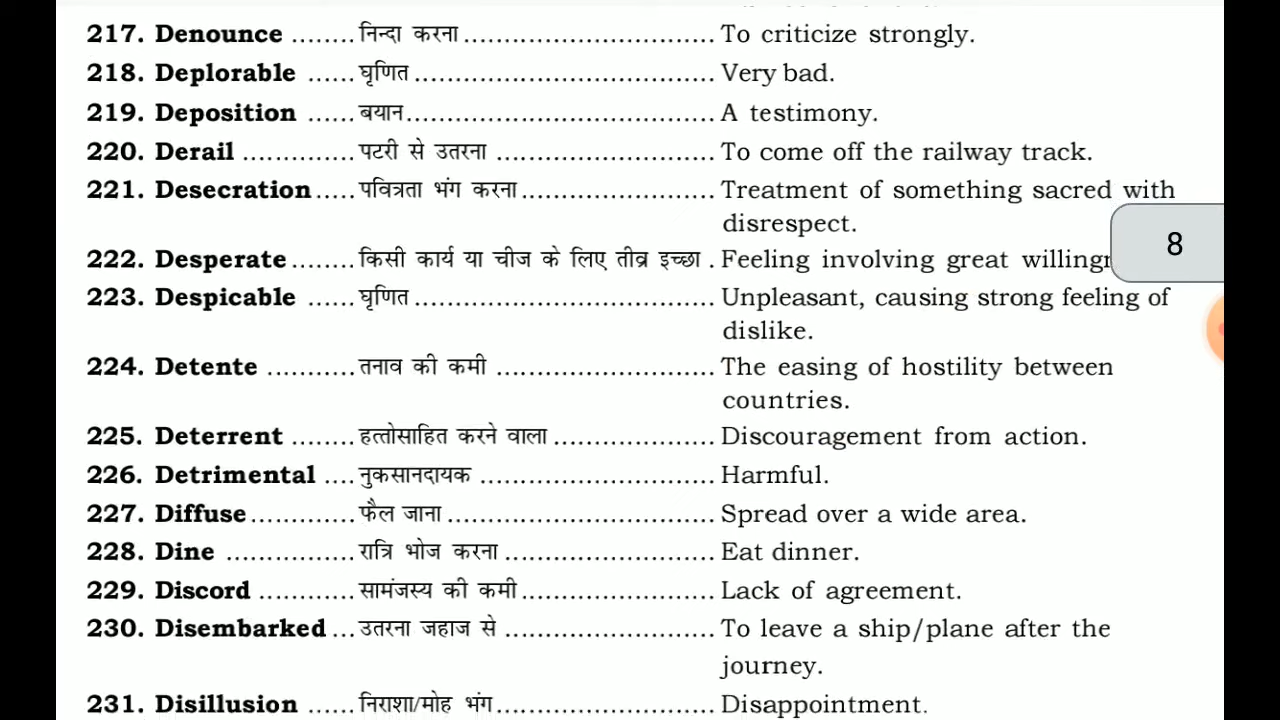 217. Denounce ........ निन्दा करना ............................... To criticize strongly.
218. Deplorable ...... घृणित ..................................... Very bad.
219. Deposition ...... बयान...................................... A testimony.
220. Derail ............. पटरी से उतरना ........................... To come off the railway track.
221. Desecration ..... पवित्रता भंग करना ........................ Treatment of something sacred with
disrespect.
8
222. Desperate ........ किसी कार्य या चीज के लिए तीव्र इच्छा . Feeling involving great
223. Despicable ...... घृणित ..................................... Unpleasant, causing strong feeling of
dislike.
224. Detente ........... तनाव की कमी ........................... The easing of hostility between
countries.
225. Deterrent ........ हत्तोसाहित करने वाला .................... Discouragement from action.
226. Detrimental .... नुकसानदायक ............................. Harmful.
227. Diffuse ............ फैल जाना ................................. Spread over a wide area.
228. Dine ............... रात्रि भोज करना .......................... Eat dinner.
229. Discord ............ सामंजस्य की कमी ........................ Lack of agreement.
230. Disembarked ... उतरना जहाज से .......................... To leave a ship/plane after the
journey.
231. Disillusion ...... निराशा/मोह भंग........................... Disappointment.